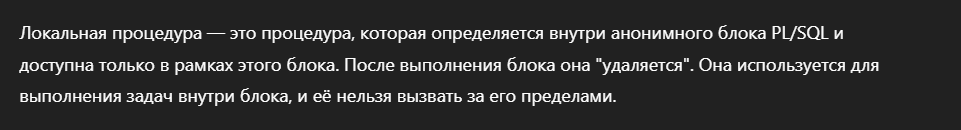 Локальная процедура — это процедура, которая определяется внутри анонимного блока PL/SQL и
доступна только в рамках этого блока. После выполнения блока она "удаляется". Она используется для
выполнения задач внутри блока, и её нельзя вызвать за его пределами.